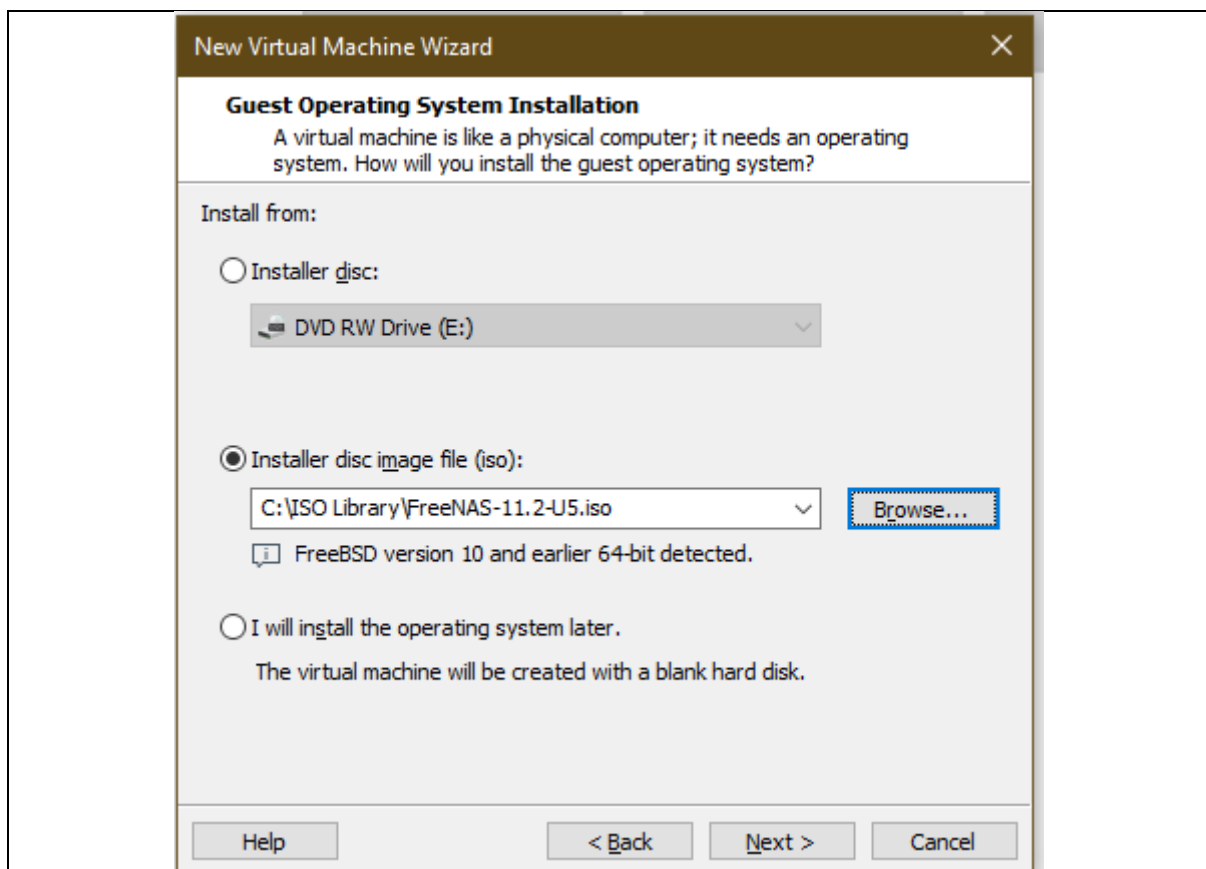 New Virtual Machine Wizard
Guest Operating System Installation
A virtual machine is like a physical computer; it needs an operating
system. How will you install the guest operating system?
Install from:
Installer disc:
DVD RW Drive (E:)
Installer disc image file (iso):
C:\ISO Library\FreeNAS-11.2-U5.iso
Browse...
FreeBSD version 10 and earlier 64-bit detected.
I will install the operating system later.
The virtual machine will be created with a blank hard disk.
Help
< Back
Next >
Cancel